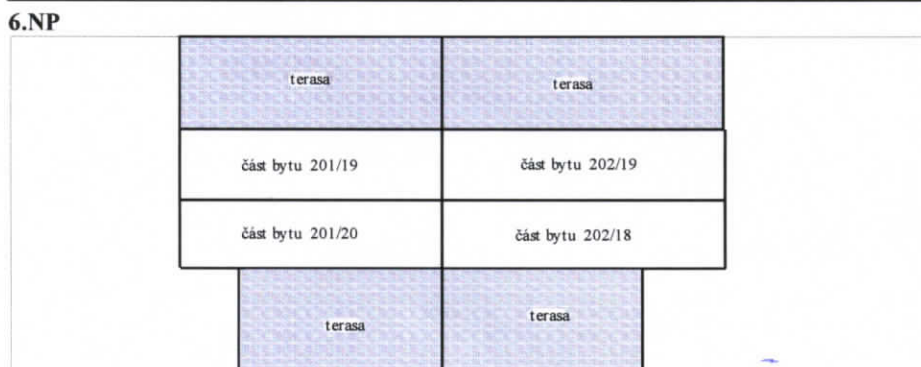 6.NP
terasa
terasa
část bytu 201/19
část bytu 202/19
část bytu 201/20
část bytu 202/18
terasa
terasa